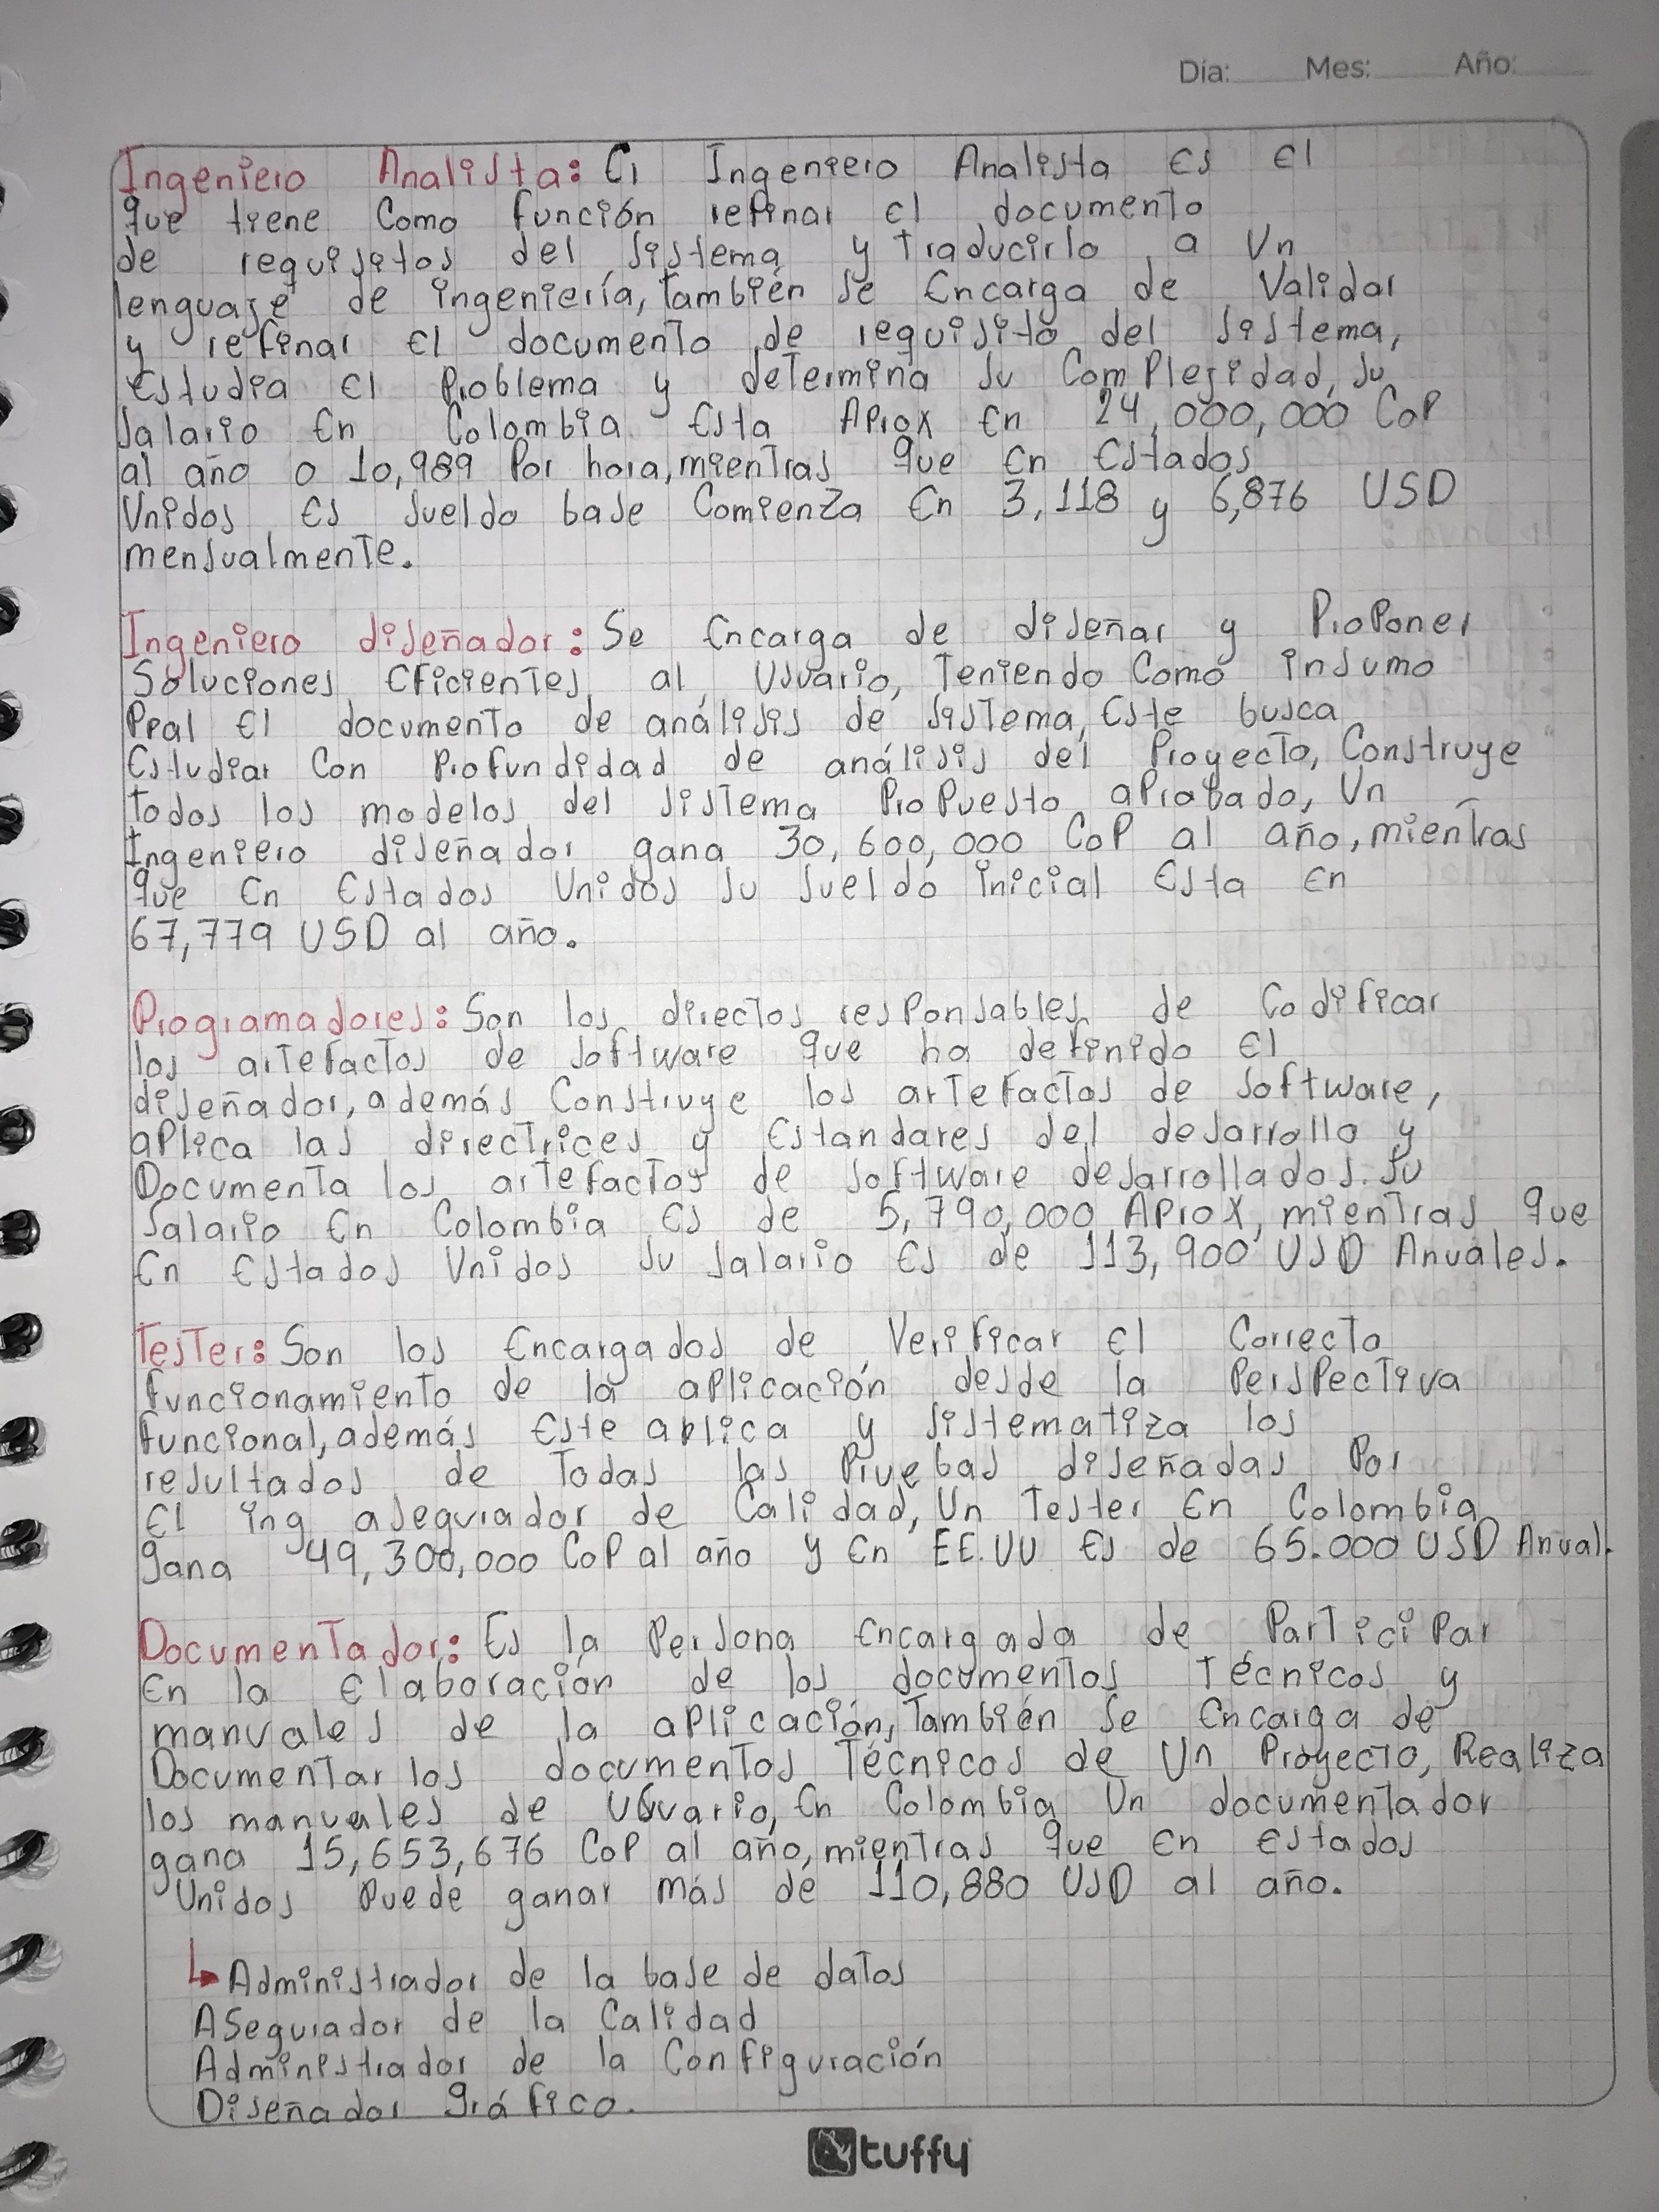 Día: Mes: Año:
Ingeniero Analista: El Ingeniero Analista es el
que tiene como función refinar el documento
de requisitos del sistema y traducirlo a un
lenguaje de ingeniería, también se encarga de validar
y refinar el documento de requisito del sistema,
estudia el problema y determina su complejidad, su
salario en Colombia esta Aprox en 24,000,000 COP
al año o 10,989 por hora, mientras que en Estados
Unidos es sueldo base comienza en 3,118 y 6,876 USD
mensualmente.
Ingeniero diseñador: Se encarga de diseñar y proponer
Soluciones eficientes al usuario, teniendo como insumo
Real el documento de análisis de sistema, este busca
estudiar con profundidad de análisis del proyecto, construye
todos los modelos del sistema propuesto aprobado, un
Ingeniero diseñador gana 30,600,000 COP al año, mientras
que en Estados Unidos su sueldo inicial esta en
67,779 USD al año.
Programadores: Son los directos responsables de codificar
los artefactos de software que ha definido el
diseñador, además construye los artefactos de software,
aplica las directrices y estandares del desarrollo y
Documenta los artefactos de software desarrollados. Su
salario en Colombia es de 5,790,000 Aprox, mientras que
en Estados Unidos su salario es de 113,900 USD Anuales.
Tester: Son los encargados de verificar el correcto
funcionamiento de la aplicación desde la perspectiva
funcional, además este aplica y sistematiza los
resultados de todas las pruebas diseñadas por
el ing asegurador de calidad, un tester en Colombia
gana 49,300,000 COP al año y en EE.UU es de 65.000 USD Anual.
Documentador: Es la persona encargada de participar
en la elaboración de los documentos técnicos y
manuales de la aplicación, también se encarga de
Documentar los documentos técnicos de un proyecto, Realiza
los manuales de usuario, en Colombia un documentador
gana 15,653,676 COP al año, mientras que en Estados
Unidos puede ganar más de 110,880 USD al año.
↳ Administrador de la base de datos
Asegurador de la calidad
Administrador de la configuración
Diseñador gráfico.
tuffy